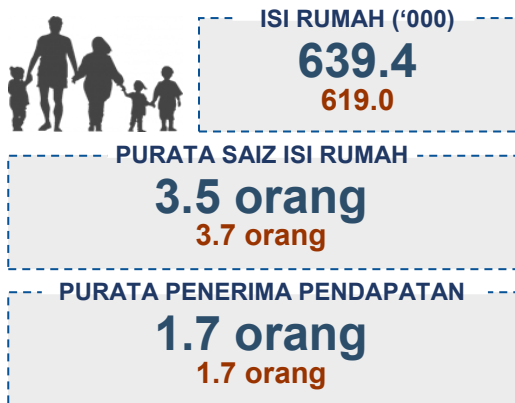 ISI RUMAH (‘000)
639.4
619.0
PURATA SAIZ ISI RUMAH
3.5 orang
3.7 orang
PURATA PENERIMA PENDAPATAN
1.7 orang
1.7 orang